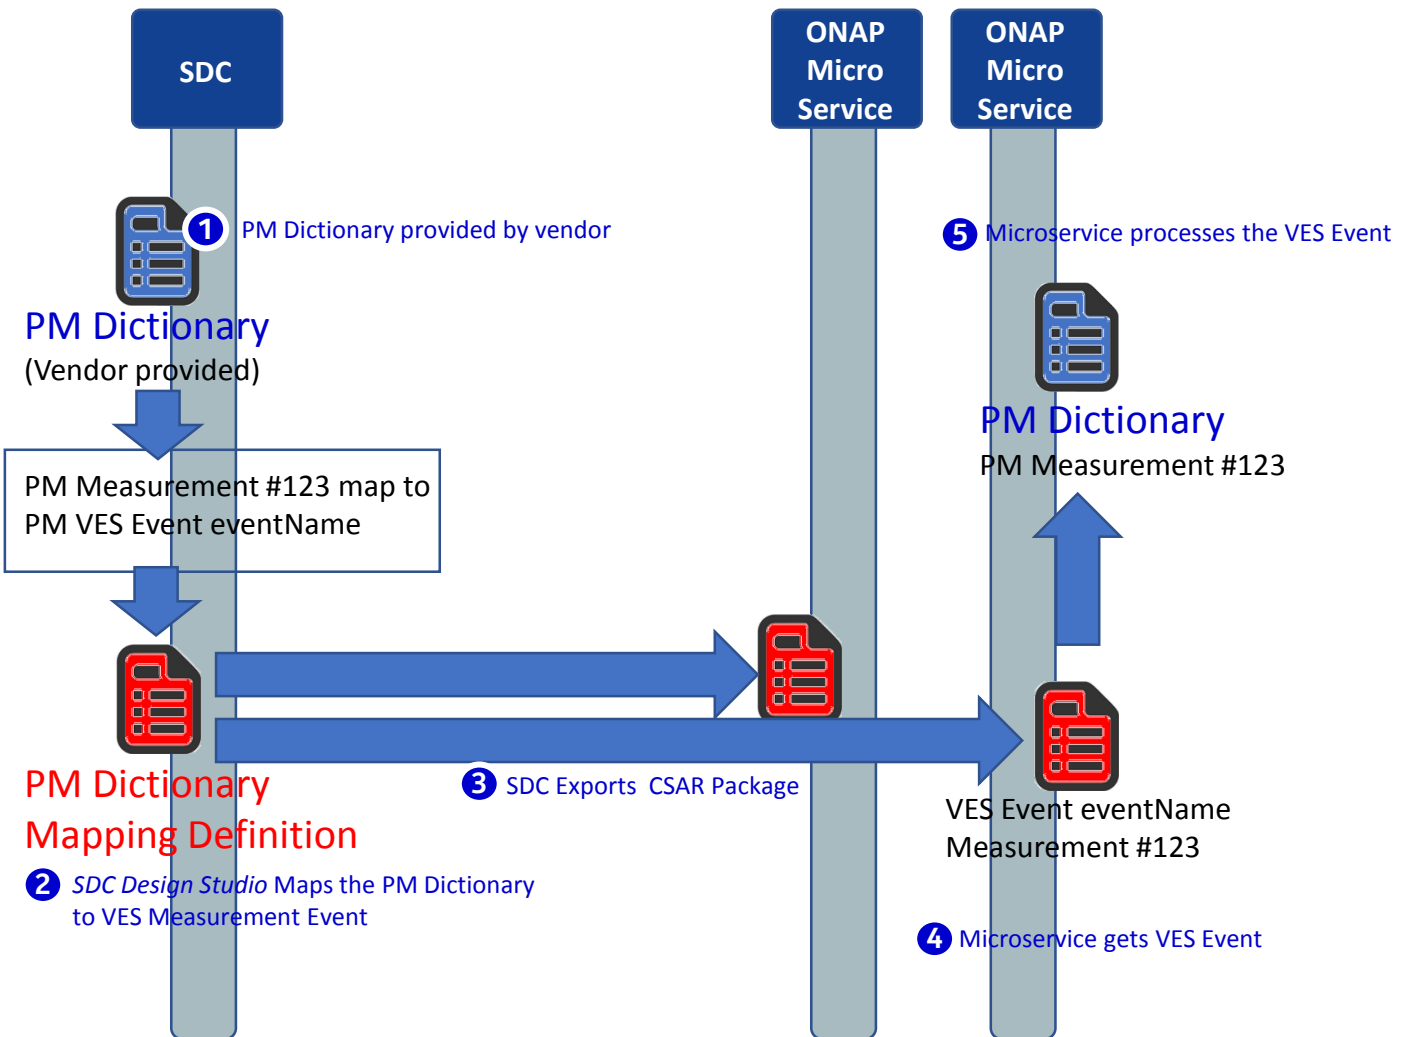 SDC
ONAP
Micro
Service
ONAP
Micro
Service
1 PM Dictionary provided by vendor
PM Dictionary
(Vendor provided)
PM Measurement #123 map to
PM VES Event eventName
PM Dictionary
Mapping Definition
2 SDC Design Studio Maps the PM Dictionary
to VES Measurement Event
3 SDC Exports CSAR Package
5 Microservice processes the VES Event
PM Dictionary
PM Measurement #123
VES Event eventName
Measurement #123
4 Microservice gets VES Event